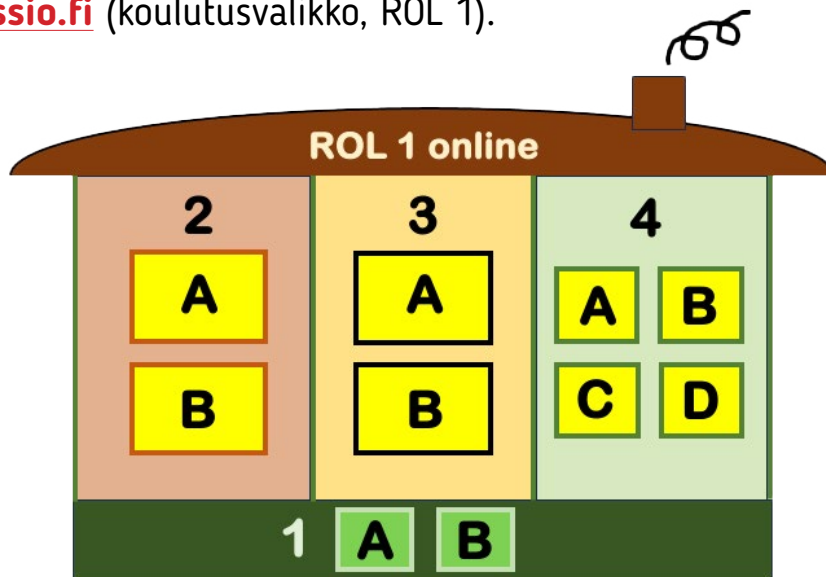 ssio.fi (koulutusvalikko, ROL 1).
ROL 1 online
2 3 4
A A A B
B B C D
1 A B